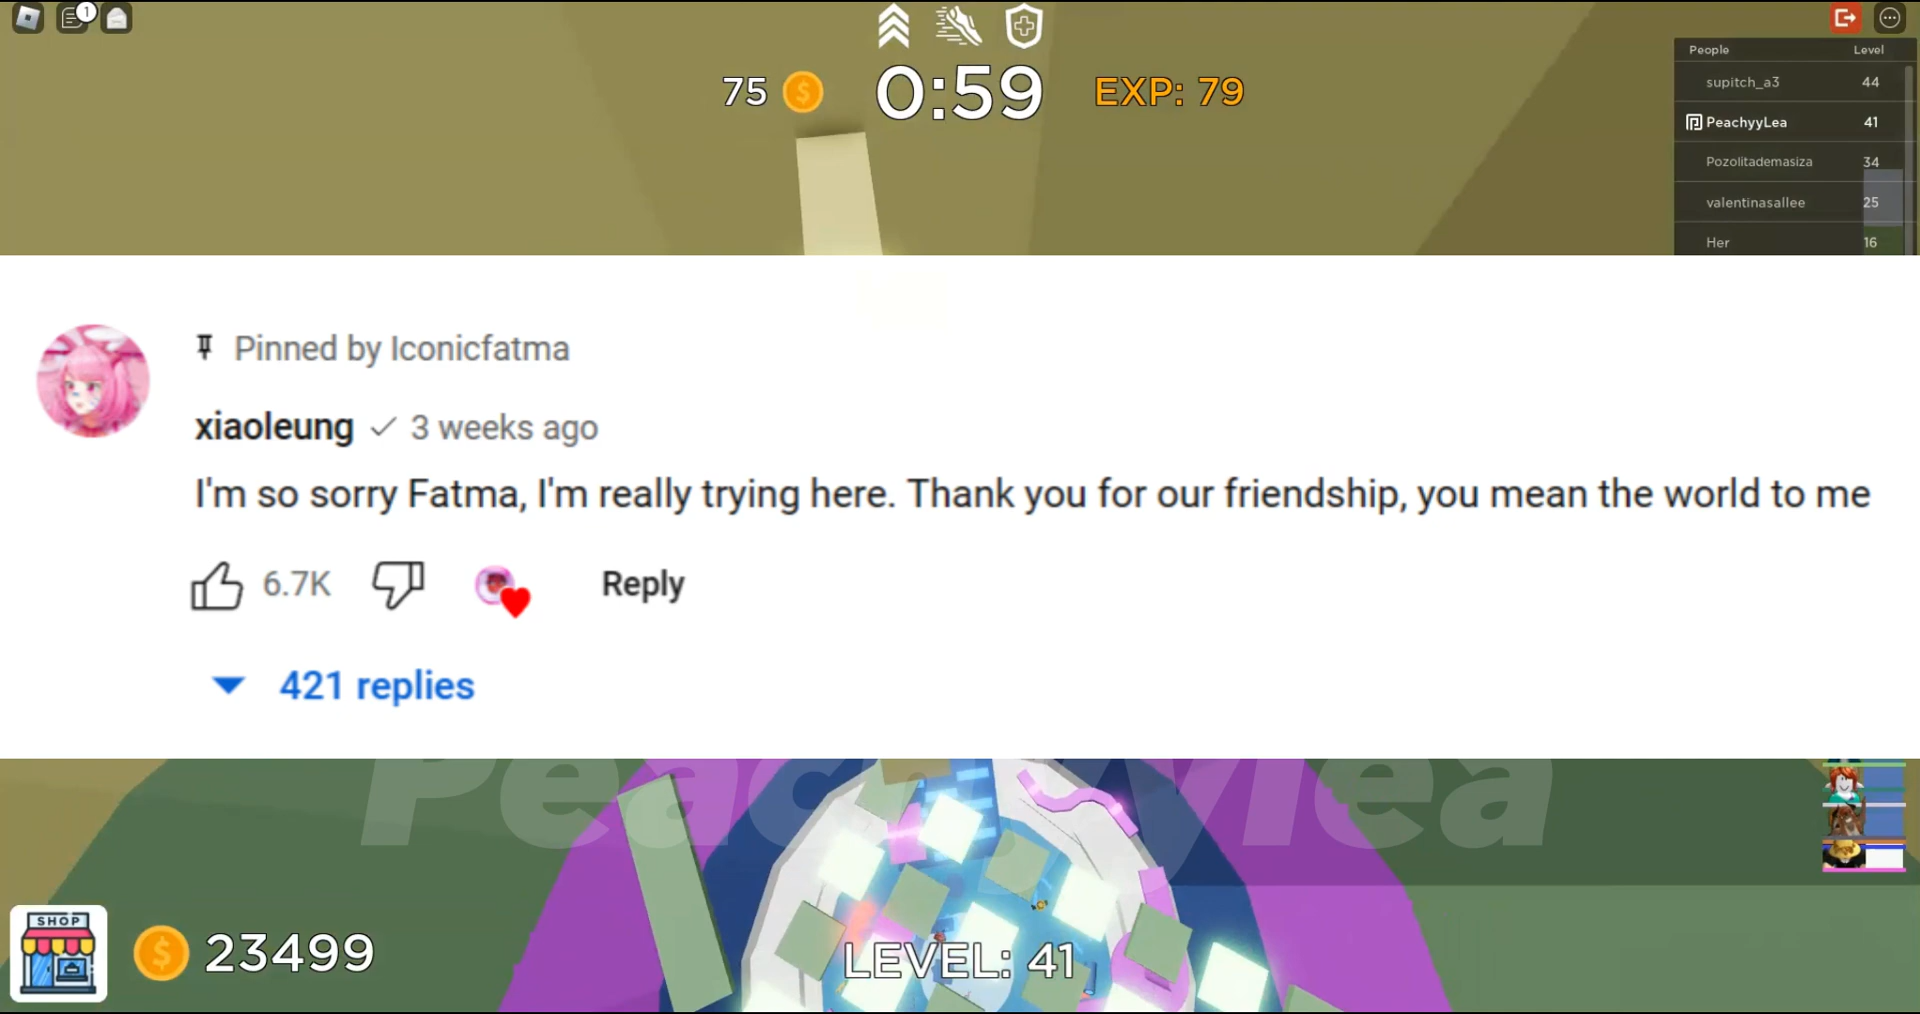 1
75
0:59
EXP: 79
People Level
supitch_a3 44
PeachyyLea 41
Pozolitademasiza 34
valentinasallee 25
Her 16
Pinned by Iconicfatma
xiaoleung 3 weeks ago
I'm so sorry Fatma, I'm really trying here. Thank you for our friendship, you mean the world to me
6.7K Reply
421 replies
Peachyylea
SHOP
23499
LEVEL: 41